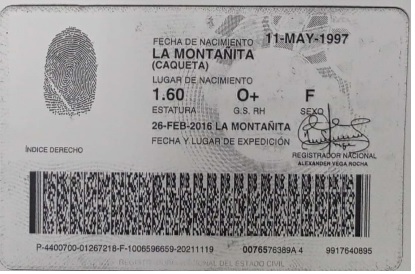 FECHA DE NACIMIENTO 11-MAY-1997
LA MONTAÑITA
(CAQUETA)
LUGAR DE NACIMIENTO
1.60 O+ F
ESTATURA G.S. RH SEXO
26-FEB-2016 LA MONTAÑITA
FECHA Y LUGAR DE EXPEDICIÓN
ÍNDICE DERECHO
REGISTRADOR NACIONAL
ALEXANDER VEGA ROCHA
P-4400700-01267218-F-1006596659-20211119 0076576389A 4 9917640895